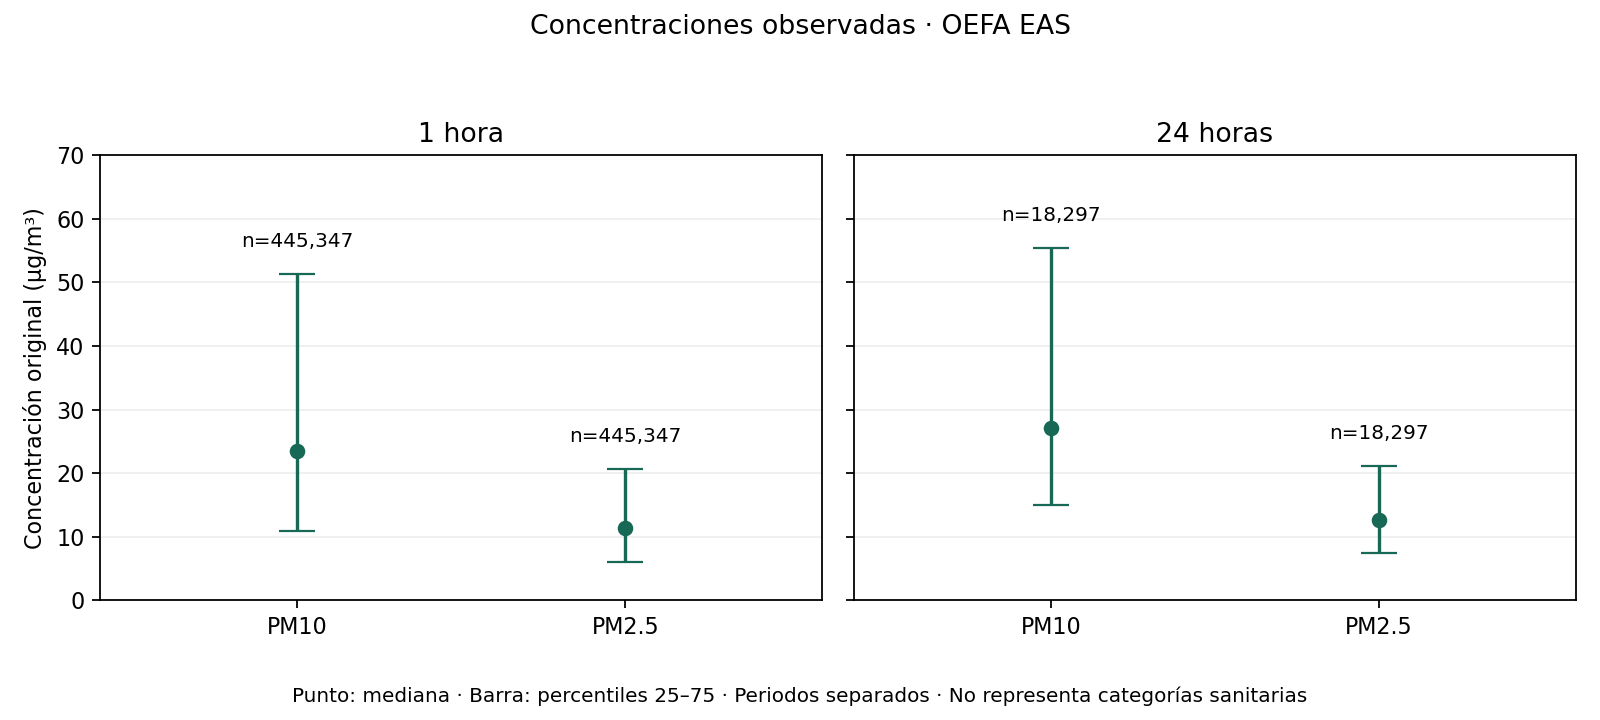 Concentraciones observadas · OEFA EAS
1 hora
24 horas
Concentración original (µg/m³)
70
60
50
40
30
20
10
0
n=445,347
n=445,347
n=18,297
n=18,297
PM10
PM2.5
PM10
PM2.5
Punto: mediana · Barra: percentiles 25–75 · Periodos separados · No representa categorías sanitarias